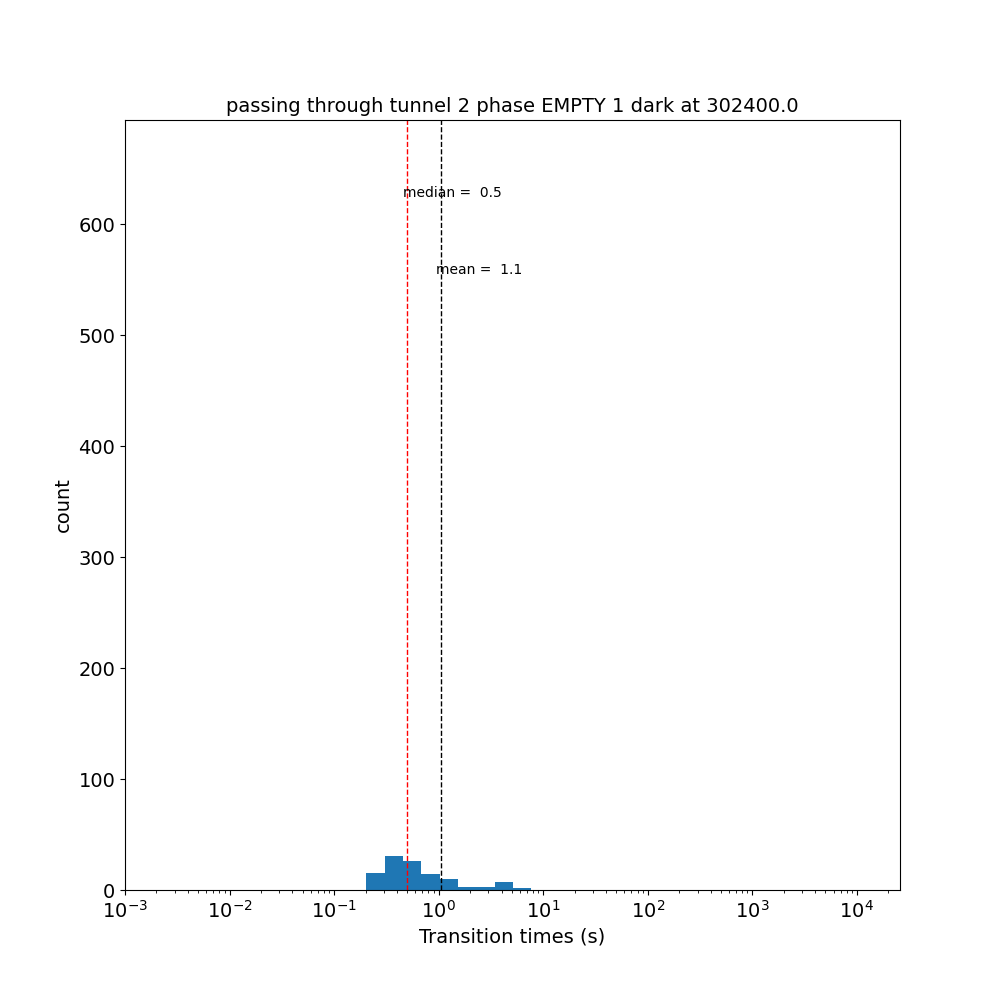 passing through tunnel 2 phase EMPTY 1 dark at 302400.0
median =  0.5
mean =  1.1
600
500
400
300
200
100
0
count
10⁻³ 10⁻² 10⁻¹ 10⁰ 10¹ 10² 10³ 10⁴
Transition times (s)